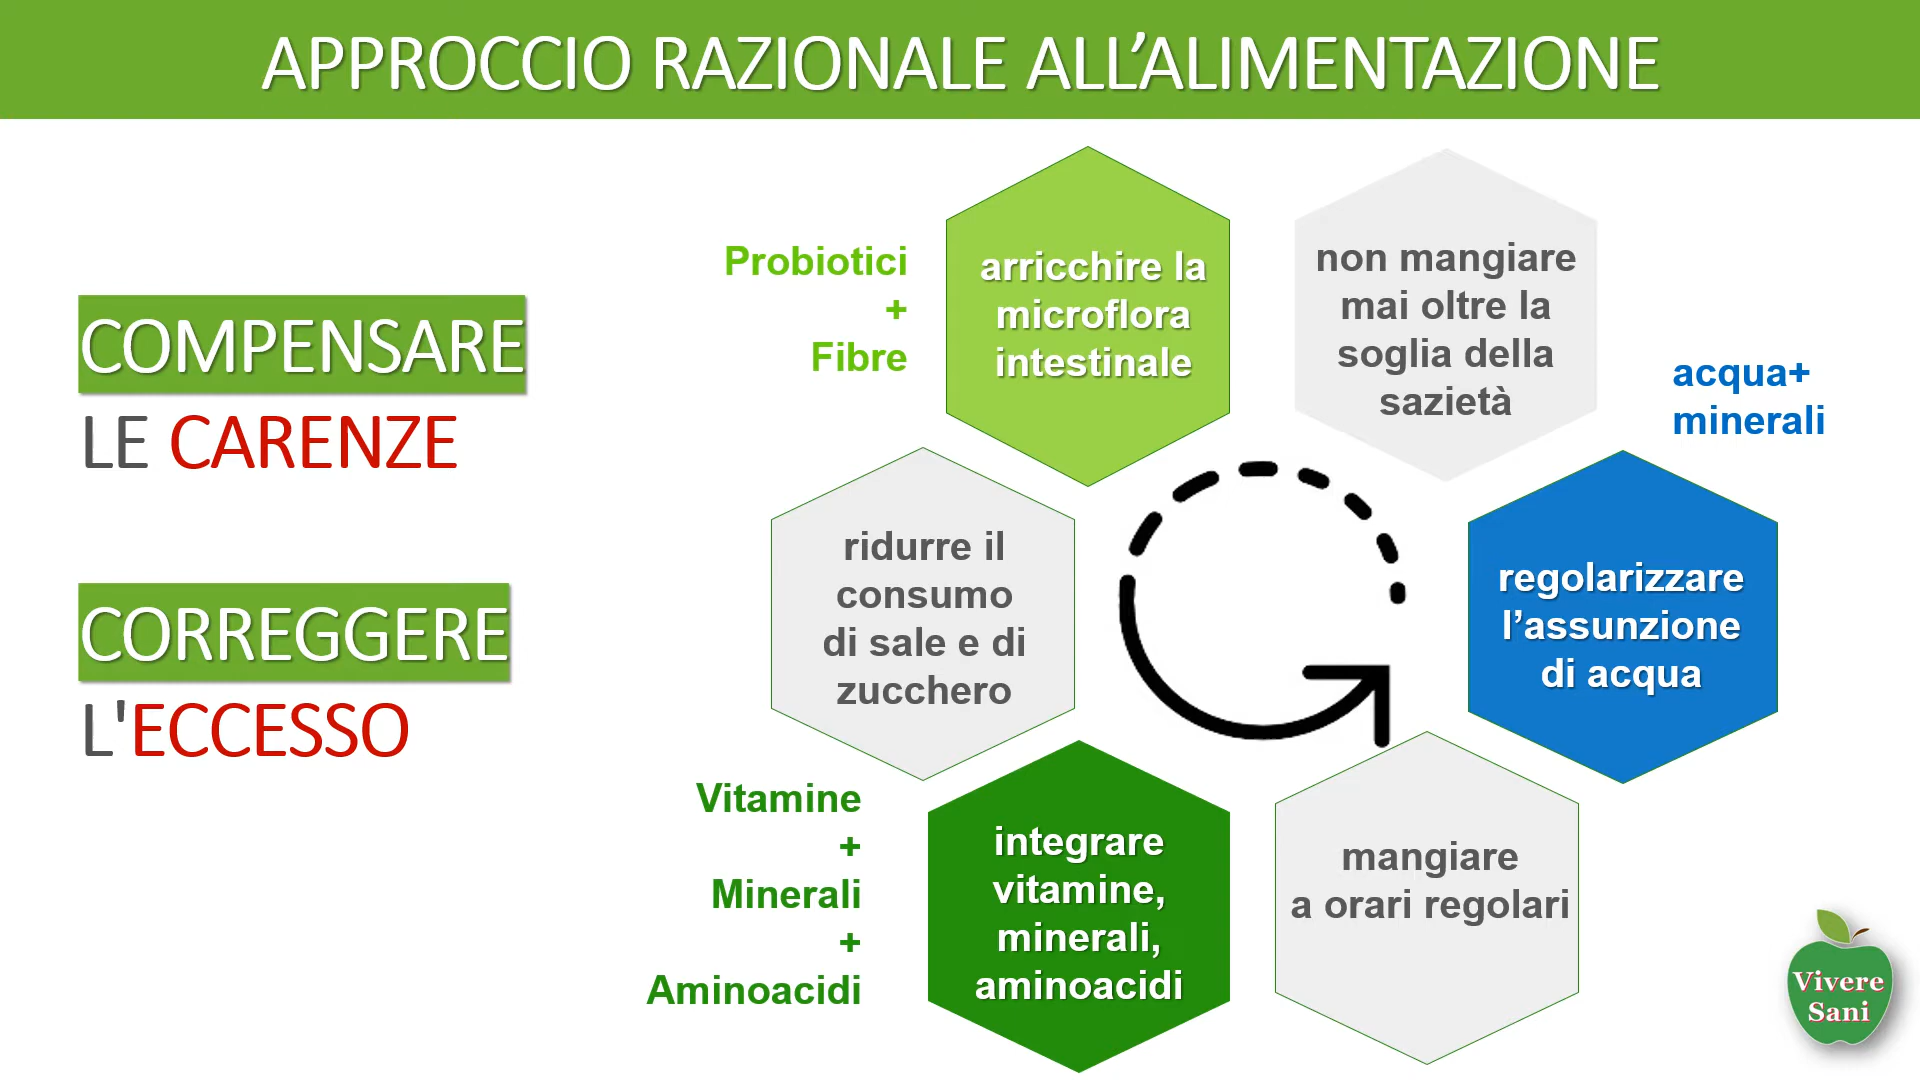 APPROCCIO RAZIONALE ALL’ALIMENTAZIONE
COMPENSARE
LE CARENZE
CORREGGERE
L'ECCESSO
Probiotici
+
Fibre
arricchire la
microflora
intestinale
non mangiare
mai oltre la
soglia della
sazietà
acqua+
minerali
ridurre il
consumo
di sale e di
zucchero
regolarizzare
l’assunzione
di acqua
Vitamine
+
Minerali
+
Aminoacidi
integrare
vitamine,
minerali,
aminoacidi
mangiare
a orari regolari
Vivere
Sani